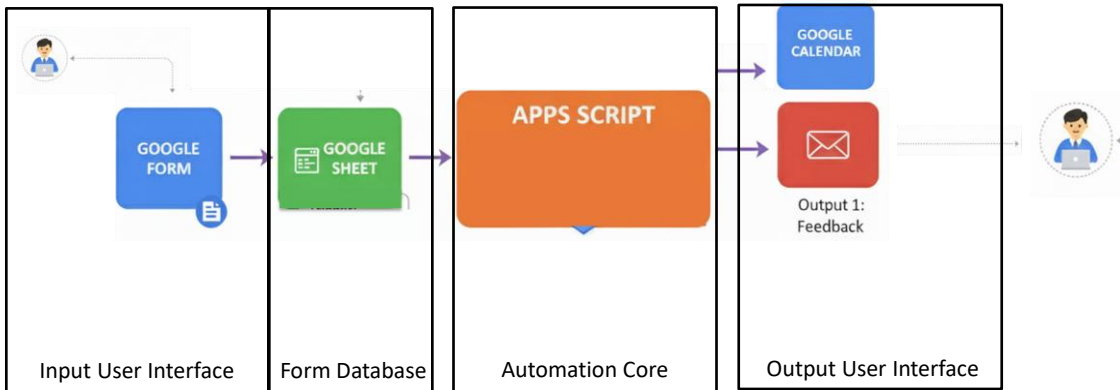 GOOGLE
CALENDAR
APPS SCRIPT
GOOGLE
FORM
GOOGLE
SHEET
Output 1:
Feedback
Input User Interface
Form Database
Automation Core
Output User Interface